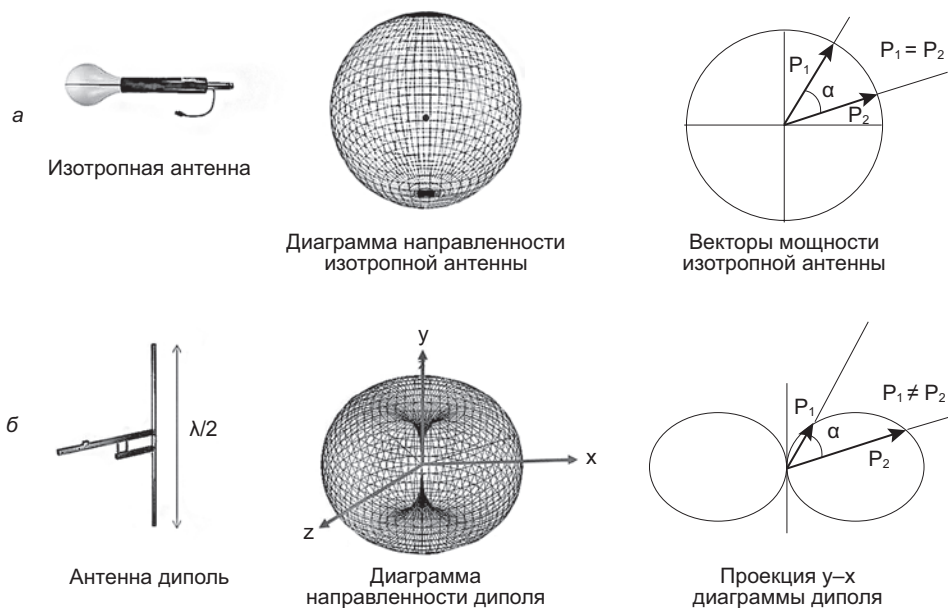 а
Изотропная антенна
Диаграмма направленности
изотропной антенны
P₁
α
P₂
P₁ = P₂
Векторы мощности
изотропной антенны
б
λ/2
Антенна диполь
y
x
z
Диаграмма
направленности диполя
P₁
α
P₂
P₁ ≠ P₂
Проекция y–x
диаграммы диполя